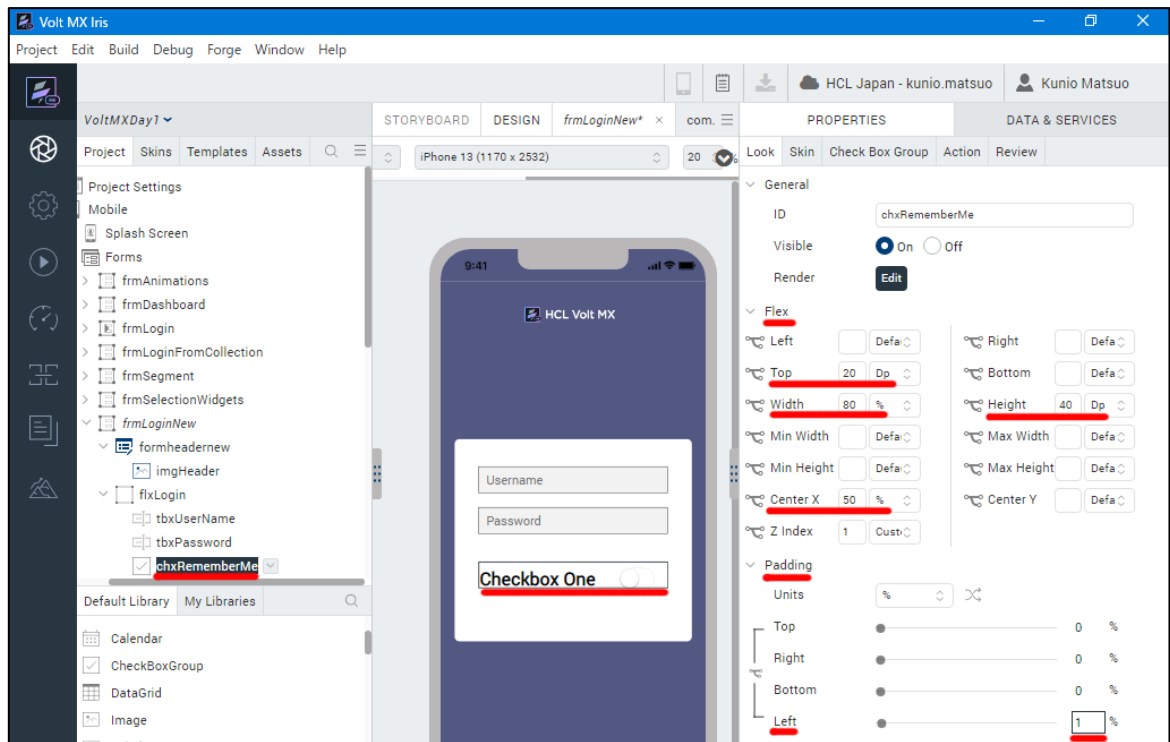 Volt MX Iris
Project Edit Build Debug Forge Window Help
HCL Japan - kunio.matsuo Kunio Matsuo
VoltMXDay1
Project Skins Templates Assets
Project Settings
Mobile
Splash Screen
Forms
frmAnimations
frmDashboard
frmLogin
frmLoginFromCollection
frmSegment
frmSelectionWidgets
frmLoginNew
formheadernew
imgHeader
flxLogin
tbxUserName
tbxPassword
chxRememberMe
Default Library My Libraries
Calendar
CheckBoxGroup
DataGrid
Image
STORYBOARD DESIGN frmLoginNew* × com.
iPhone 13 (1170 x 2532) 20 %
9:41
HCL Volt MX
Username
Password
Checkbox One
PROPERTIES DATA & SERVICES
Look Skin Check Box Group Action Review
General
ID chxRememberMe
Visible On Off
Render Edit
Flex
Left Defa Right Defa
Top 20 Dp Bottom Defa
Width 80 % Height 40 Dp
Min Width Defa Max Width Defa
Min Height Defa Max Height Defa
Center X 50 % Center Y Defa
Z Index 1 Custo
Padding
Units %
Top 0 %
Right 0 %
Bottom 0 %
Left 1 %